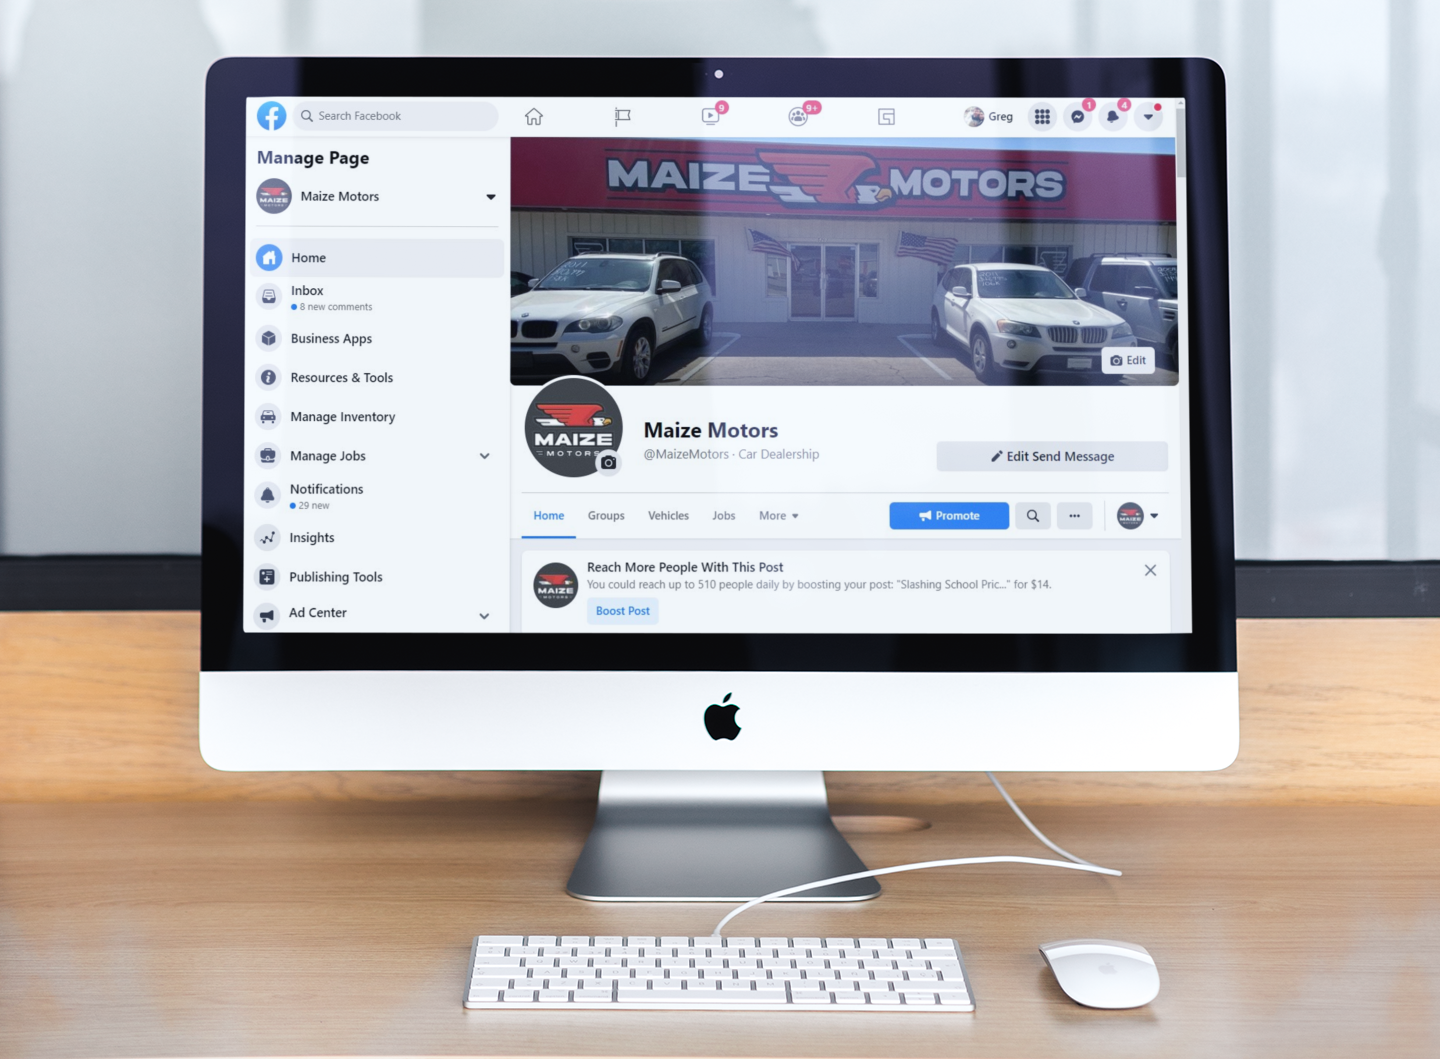 Search Facebook
9
9+
Greg
1
4
Manage Page
Maize Motors
Home
Inbox
8 new comments
Business Apps
Resources & Tools
Manage Inventory
Manage Jobs
Notifications
29 new
Insights
Publishing Tools
Ad Center
MAIZE MOTORS
Edit
MAIZE
MOTORS
Maize Motors
@MaizeMotors · Car Dealership
Edit Send Message
Home Groups Vehicles Jobs More
Promote
Reach More People With This Post
You could reach up to 510 people daily by boosting your post: "Slashing School Pric..." for $14.
Boost Post